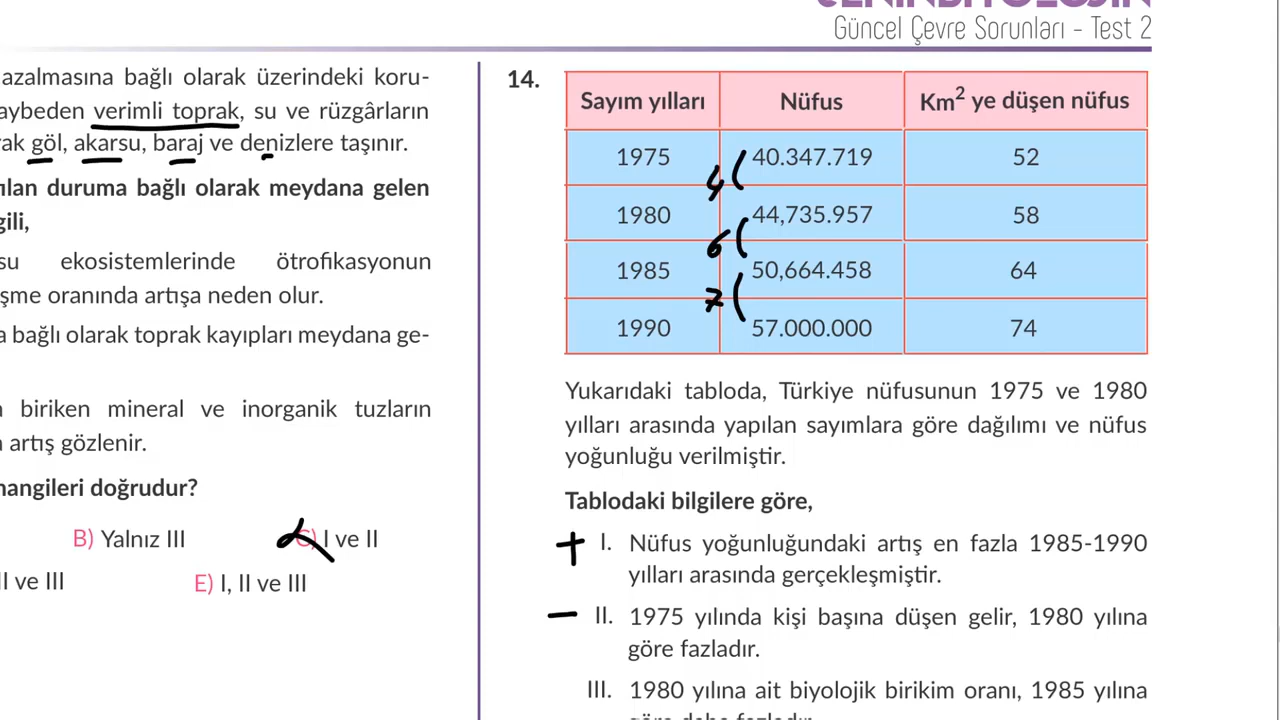 Güncel Çevre Sorunları - Test 2
azalmasına bağlı olarak üzerindeki koru-
aybeden verimli toprak, su ve rüzgârların
rak göl, akarsu, baraj ve denizlere taşınır.
ılan duruma bağlı olarak meydana gelen
gili,
su ekosistemlerinde ötrofikasyonun
şme oranında artışa neden olur.
a bağlı olarak toprak kayıpları meydana ge-
n biriken mineral ve inorganik tuzların
a artış gözlenir.
hangileri doğrudur?
B) Yalnız III C) I ve II
II ve III E) I, II ve III
14.
Sayım yılları Nüfus Km² ye düşen nüfus
1975 40.347.719 52
4
1980 44,735.957 58
6
1985 50,664.458 64
7
1990 57.000.000 74
Yukarıdaki tabloda, Türkiye nüfusunun 1975 ve 1980
yılları arasında yapılan sayımlara göre dağılımı ve nüfus
yoğunluğu verilmiştir.
Tablodaki bilgilere göre,
+ I. Nüfus yoğunluğundaki artış en fazla 1985-1990
yılları arasında gerçekleşmiştir.
- II. 1975 yılında kişi başına düşen gelir, 1980 yılına
göre fazladır.
III. 1980 yılına ait biyolojik birikim oranı, 1985 yılına
göre daha fazladır.